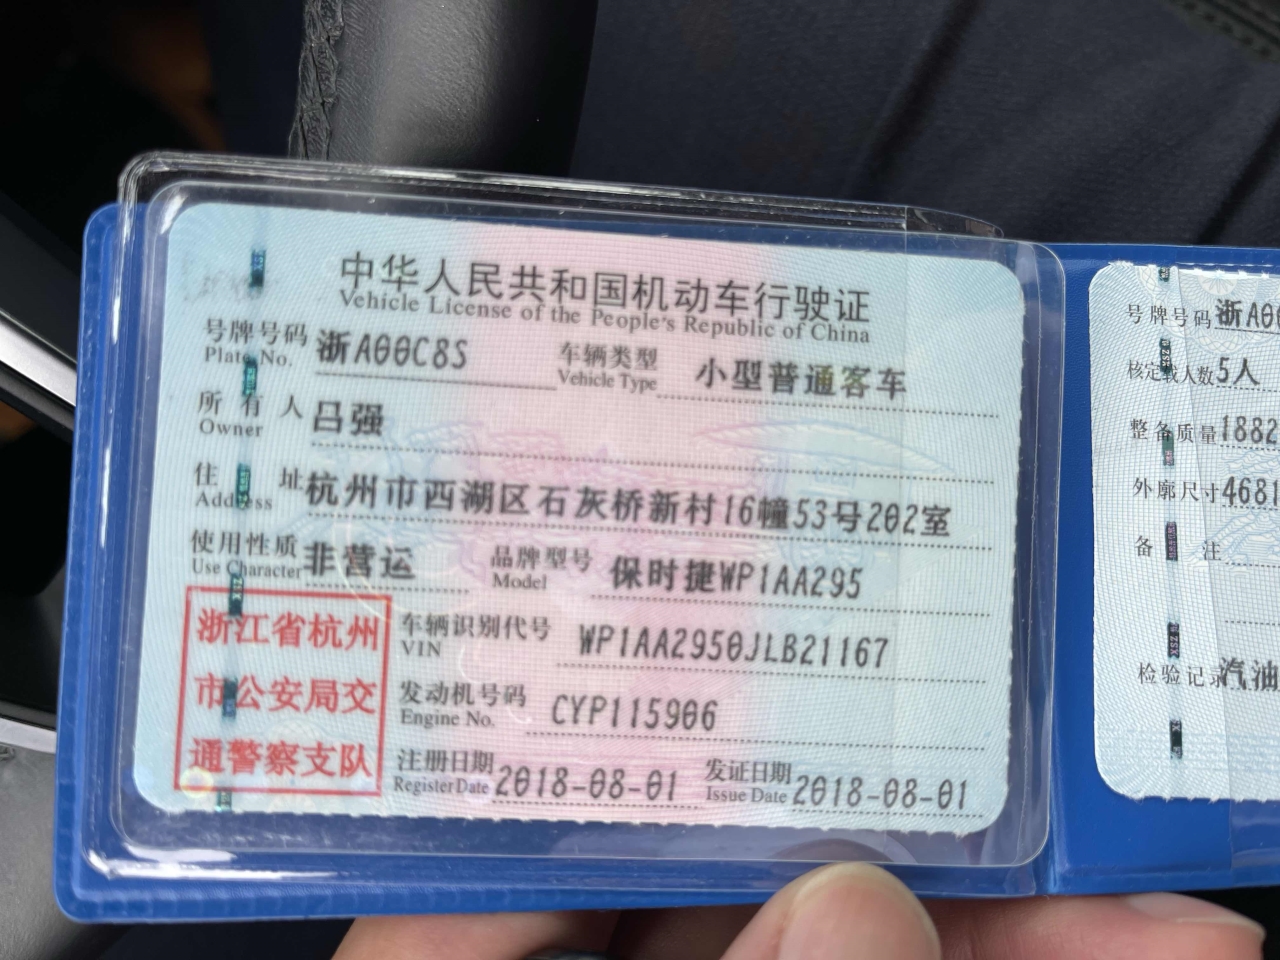 中华人民共和国机动车行驶证
Vehicle License of the People's Republic of China
号牌号码 浙A00C8S 车辆类型 小型普通客车
Plate No. Vehicle Type
所有人 吕强
Owner
住址 杭州市西湖区石灰桥新村16幢53号202室
Address
使用性质 非营运 品牌型号 保时捷WP1AA295
Use Character Model
浙江省杭州
市公安局交
通警察支队
车辆识别代号 WP1AA2950JLB21167
VIN
发动机号码 CYP115906
Engine No.
注册日期 2018-08-01 发证日期 2018-08-01
Register Date Issue Date
号牌号码 浙A00
核定载人数 5人
整备质量 1882
外廓尺寸 4681
备注
检验记录 汽油